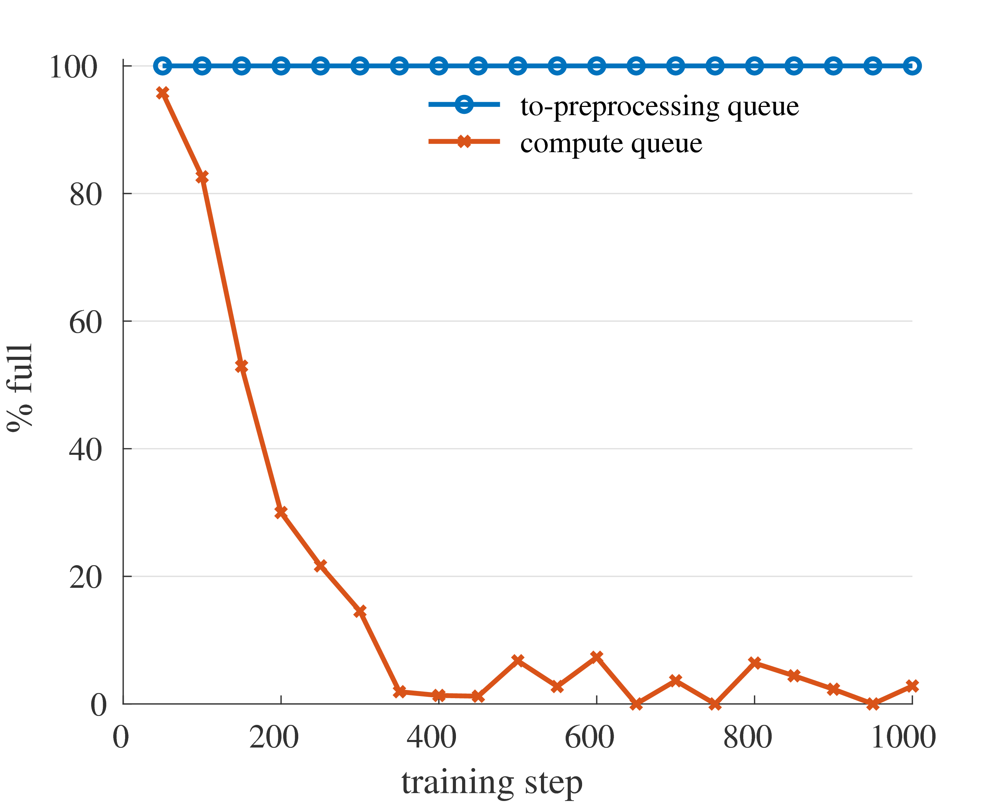 100
80
60
40
20
0
% full
to-preprocessing queue
compute queue
0 200 400 600 800 1000
training step